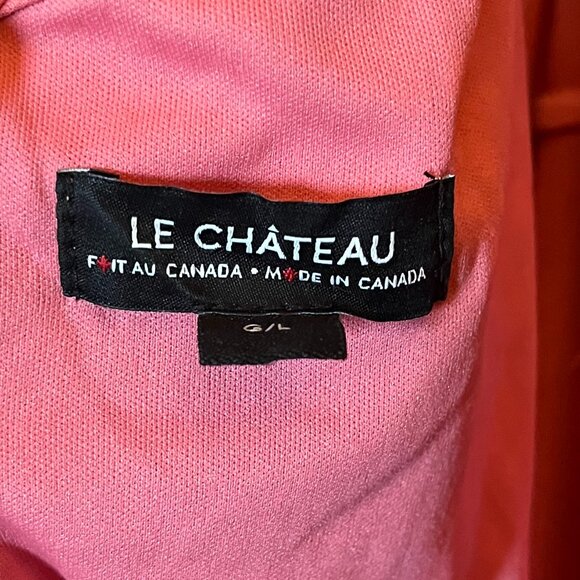 LE CHÂTEAU
FAIT AU CANADA • MADE IN CANADA
G/L